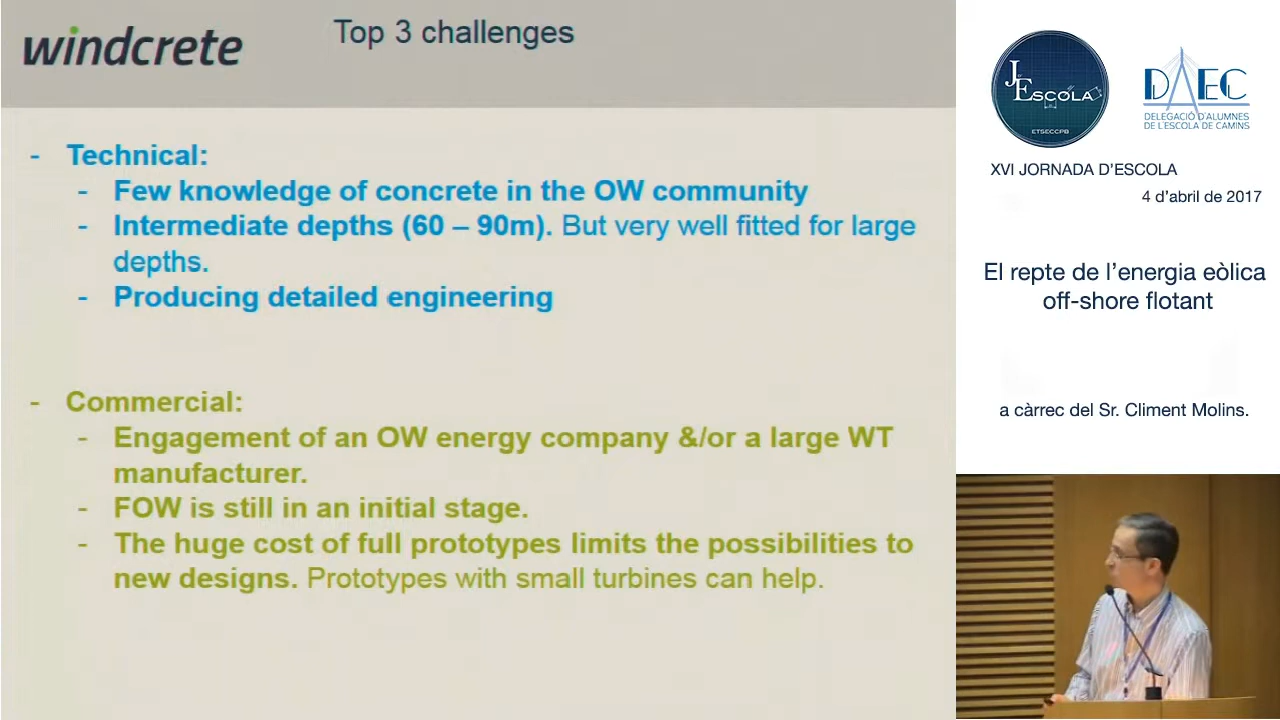 windcrete
Top 3 challenges
- Technical:
- Few knowledge of concrete in the OW community
- Intermediate depths (60 – 90m). But very well fitted for large
depths.
- Producing detailed engineering
- Commercial:
- Engagement of an OW energy company &/or a large WT
manufacturer.
- FOW is still in an initial stage.
- The huge cost of full prototypes limits the possibilities to
new designs. Prototypes with small turbines can help.
J ESCOLA
ETSECCPB
DAEC
DELEGACIÓ D'ALUMNES
DE L'ESCOLA DE CAMINS
XVI JORNADA D'ESCOLA
4 d'abril de 2017
El repte de l'energia eòlica
off-shore flotant
a càrrec del Sr. Climent Molins.